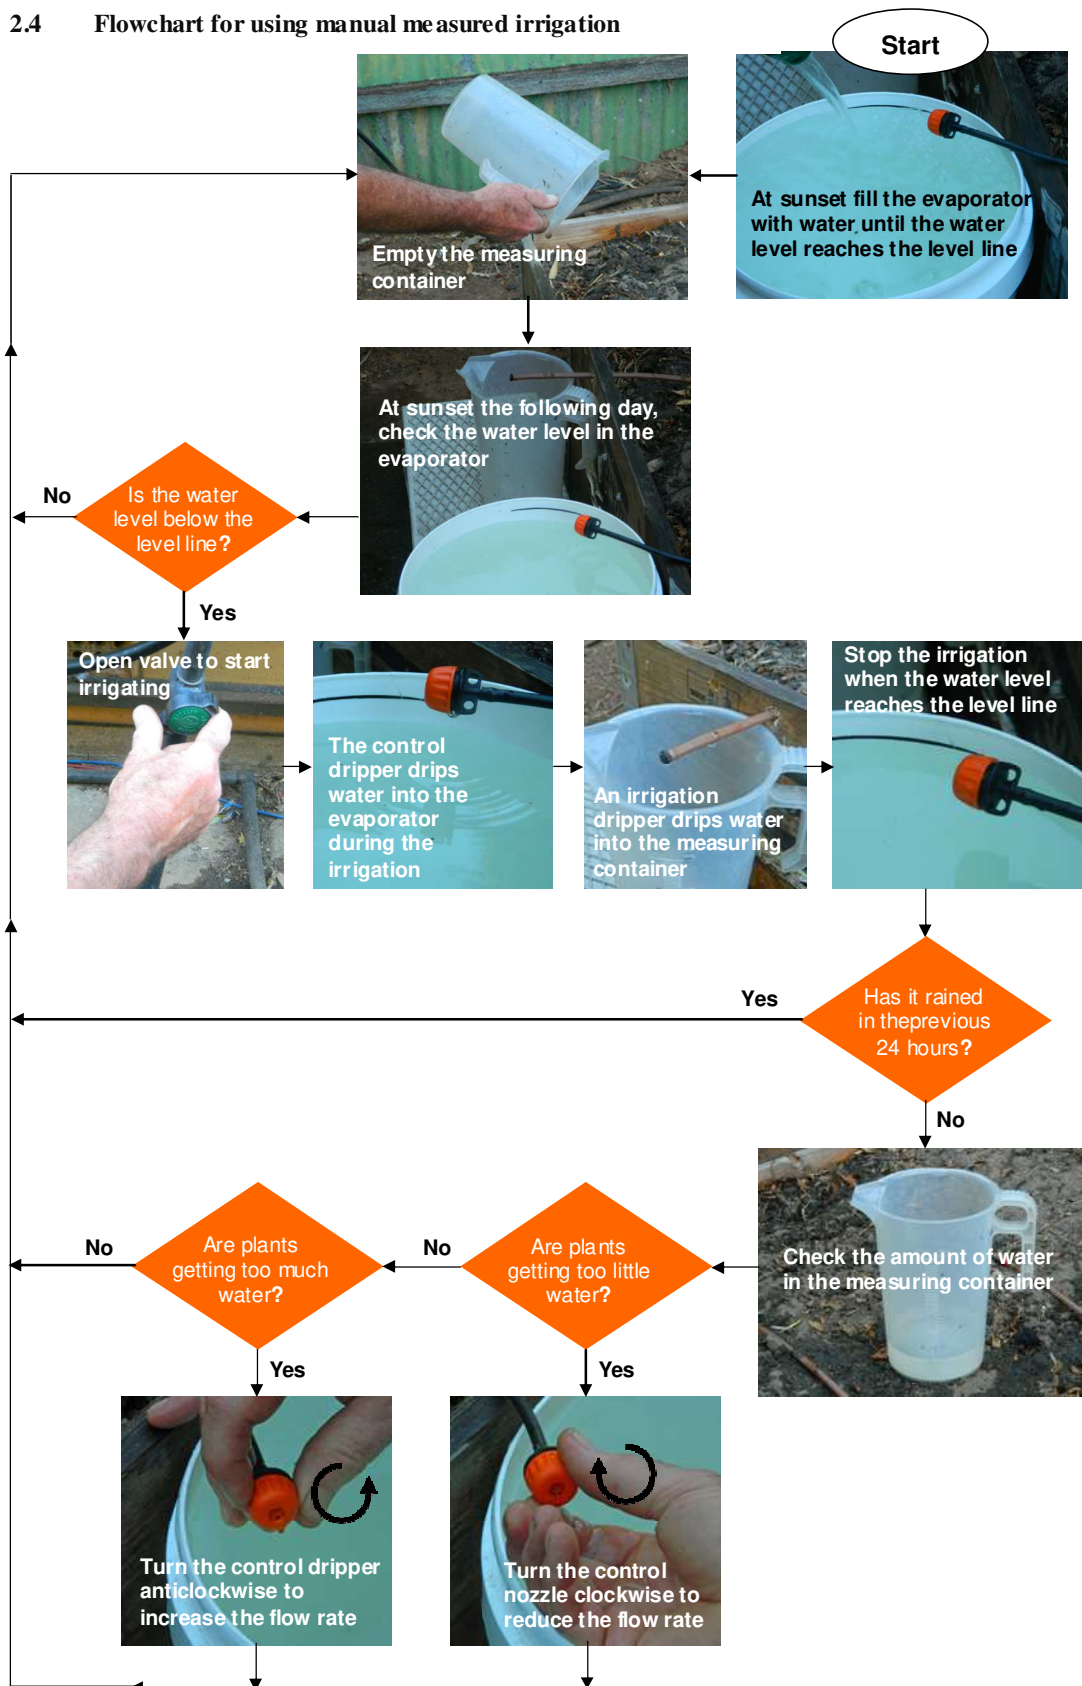 2.4 Flowchart for using manual measured irrigation
Start
At sunset fill the evaporator
with water until the water
level reaches the level line
Empty the measuring
container
At sunset the following day,
check the water level in the
evaporator
No
Is the water
level below the
level line?
Yes
Open valve to start
irrigating
The control
dripper drips
water into the
evaporator
during the
irrigation
An irrigation
dripper drips water
into the measuring
container
Stop the irrigation
when the water level
reaches the level line
Yes
Has it rained
in theprevious
24 hours?
No
Check the amount of water
in the measuring container
No
Are plants
getting too little
water?
No
Are plants
getting too much
water?
Yes
Yes
Turn the control dripper
anticlockwise to
increase the flow rate
Turn the control
nozzle clockwise to
reduce the flow rate